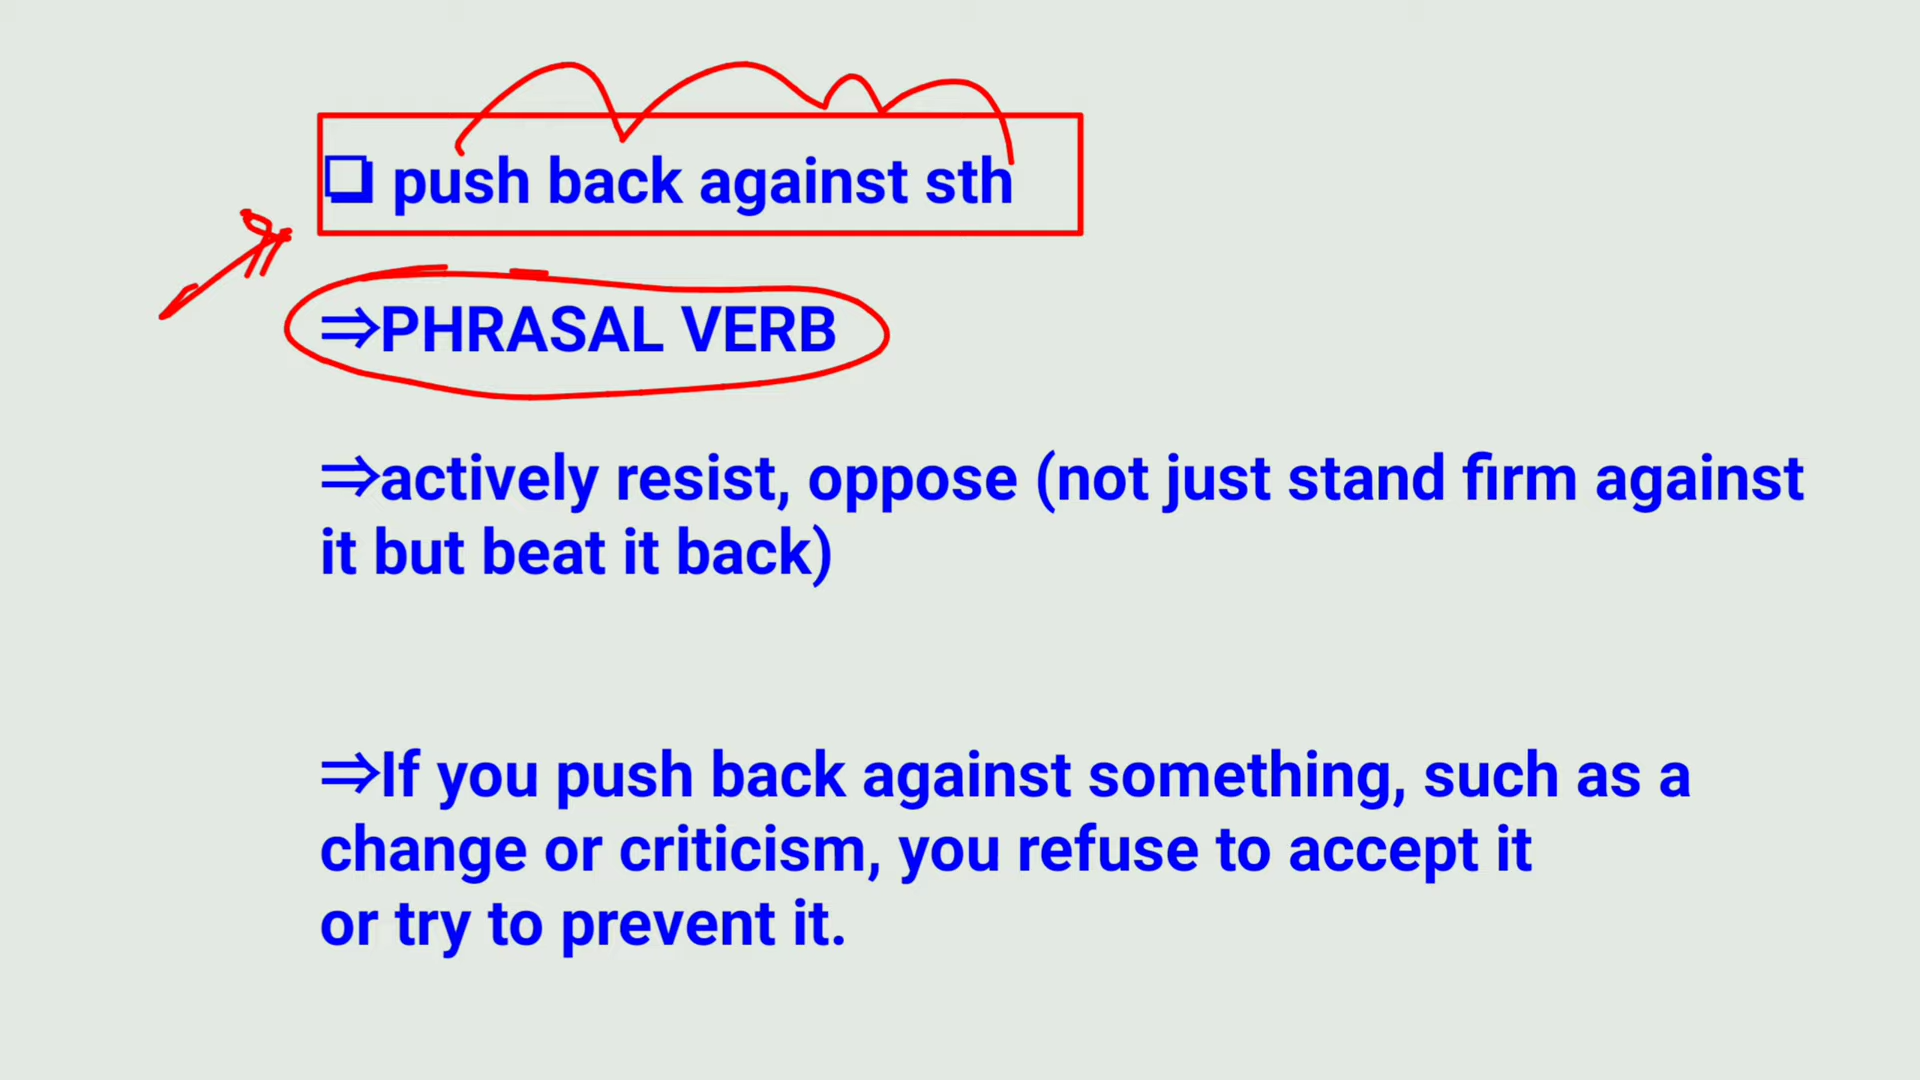 ❑ push back against sth
⇒PHRASAL VERB
⇒actively resist, oppose (not just stand firm against
it but beat it back)
⇒If you push back against something, such as a
change or criticism, you refuse to accept it
or try to prevent it.